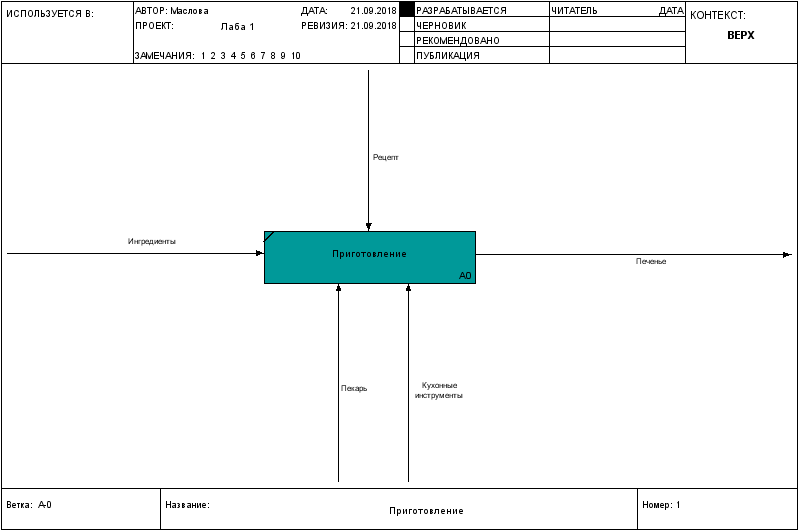 ИСПОЛЬЗУЕТСЯ В:
АВТОР: Маслова
ДАТА: 21.09.2018
ПРОЕКТ: Лаба 1
РЕВИЗИЯ: 21.09.2018
ЗАМЕЧАНИЯ: 1 2 3 4 5 6 7 8 9 10
РАЗРАБАТЫВАЕТСЯ
ЧЕРНОВИК
РЕКОМЕНДОВАНО
ПУБЛИКАЦИЯ
ЧИТАТЕЛЬ ДАТА
КОНТЕКСТ:
ВЕРХ
Рецепт
Ингредиенты
Приготовление
A0
Печенье
Пекарь
Кухонные
инструменты
Ветка: A-0
Название:
Приготовление
Номер: 1